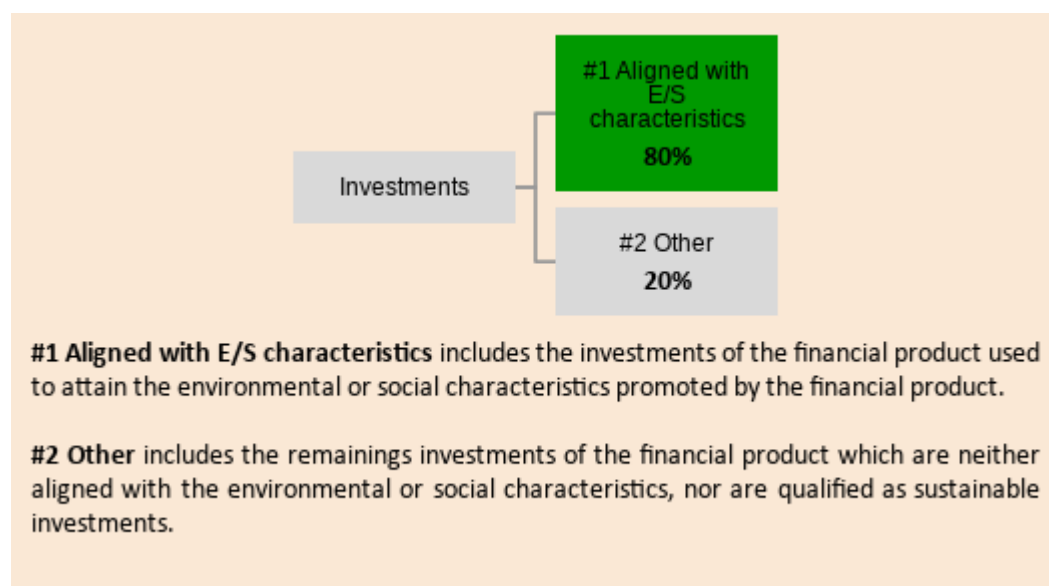 #1 Aligned with
E/S
characteristics
80%
Investments
#2 Other
20%
#1 Aligned with E/S characteristics includes the investments of the financial product used
to attain the environmental or social characteristics promoted by the financial product.
#2 Other includes the remainings investments of the financial product which are neither
aligned with the environmental or social characteristics, nor are qualified as sustainable
investments.